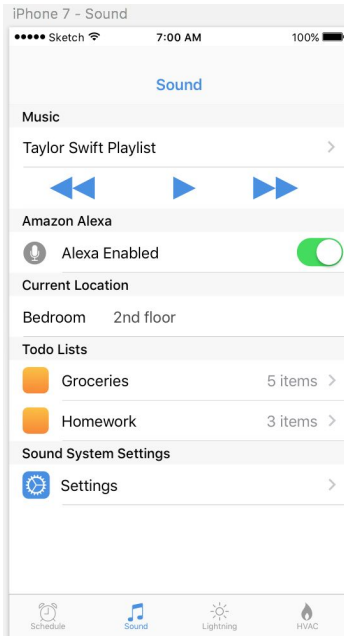 iPhone 7 - Sound
Sketch 7:00 AM 100%
Sound
Music
Taylor Swift Playlist
Amazon Alexa
Alexa Enabled
Current Location
Bedroom 2nd floor
Todo Lists
Groceries 5 items
Homework 3 items
Sound System Settings
Settings
Schedule Sound Lightning HVAC